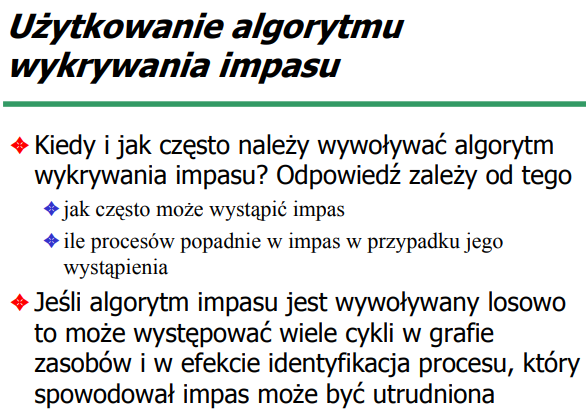 Użytkowanie algorytmu
wykrywania impasu
Kiedy i jak często należy wywoływać algorytm
wykrywania impasu? Odpowiedź zależy od tego
jak często może wystąpić impas
ile procesów popadnie w impas w przypadku jego
wystąpienia
Jeśli algorytm impasu jest wywoływany losowo
to może występować wiele cykli w grafie
zasobów i w efekcie identyfikacja procesu, który
spowodował impas może być utrudniona